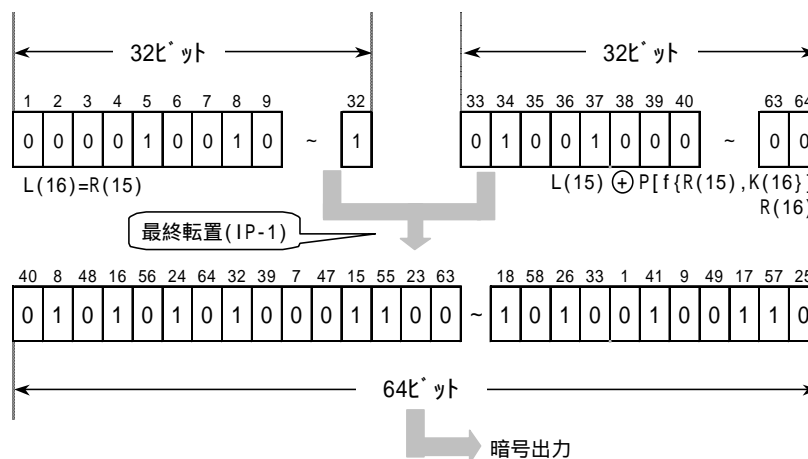 32ビット 32ビット
1 2 3 4 5 6 7 8 9 32 33 34 35 36 37 38 39 40 63 64
0 0 0 0 1 0 0 1 0 ~ 1 0 1 0 0 1 0 0 0 ~ 0 0
L(16)=R(15) L(15)⊕P[f{R(15),K(16}]
R(16)
最終転置(IP-1)
40 8 48 16 56 24 64 32 39 7 47 15 55 23 63 18 58 26 33 1 41 9 49 17 57 25
0 1 0 1 0 1 0 1 0 0 0 1 1 0 0 ~ 1 0 1 0 0 1 0 0 1 1 0
64ビット
暗号出力